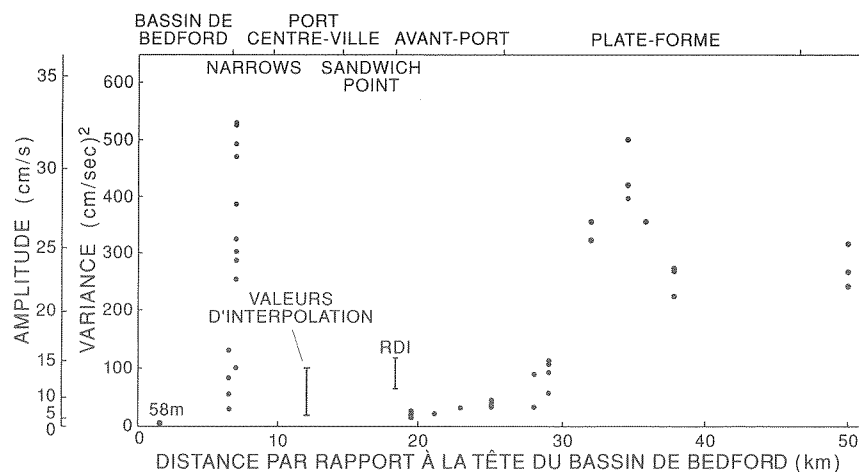 BASSIN DE PORT
BEDFORD CENTRE-VILLE AVANT-PORT PLATE-FORME
NARROWS SANDWICH
POINT
AMPLITUDE (cm/s)
35
30
25
20
15
10
5
0
VARIANCE (cm/sec)²
600
500
400
300
200
100
0
VALEURS
D'INTERPOLATION
RDI
58m
0 10 20 30 40 50
DISTANCE PAR RAPPORT À LA TÊTE DU BASSIN DE BEDFORD (km)